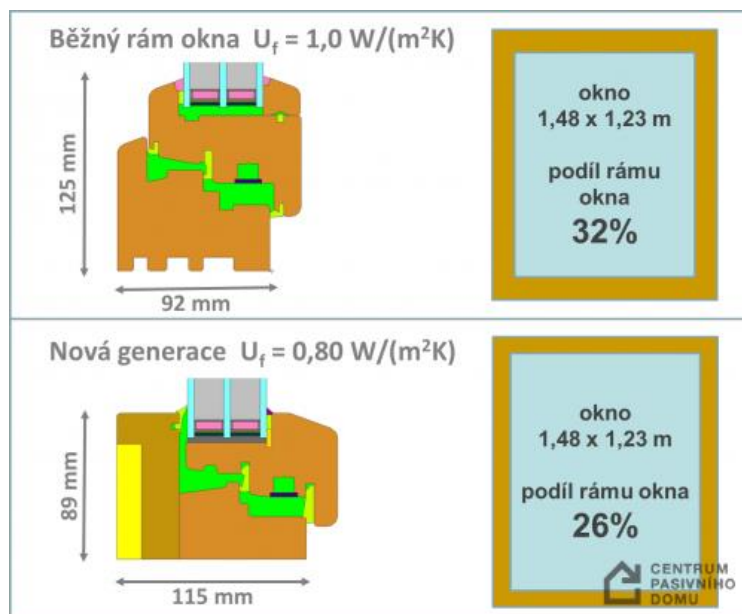 Běžný rám okna U_f = 1,0 W/(m²K)
125 mm
92 mm
okno
1,48 x 1,23 m
podíl rámu
okna
32%
Nová generace U_f = 0,80 W/(m²K)
89 mm
115 mm
okno
1,48 x 1,23 m
podíl rámu okna
26%
CENTRUM
PASIVNÍHO
DOMU